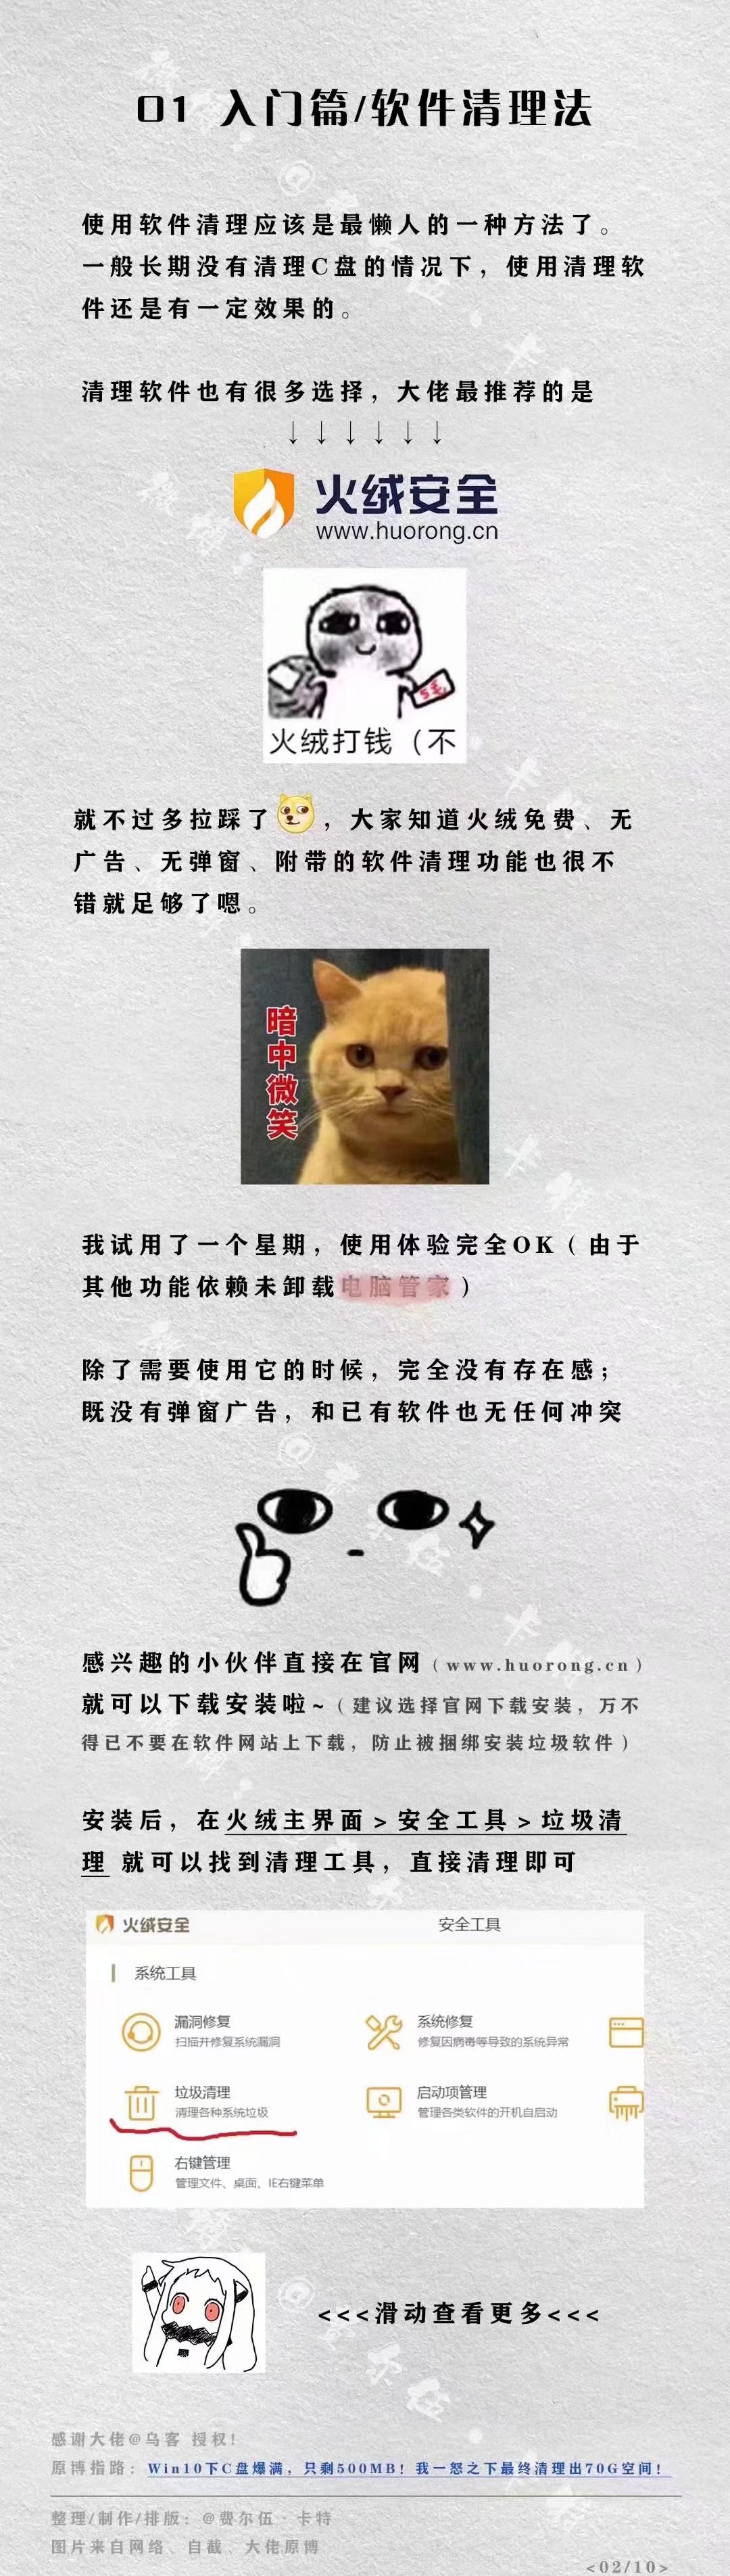 01 入门篇/软件清理法
使用软件清理应该是最懒人的一种方法了。
一般长期没有清理C盘的情况下，使用清理软
件还是有一定效果的。
清理软件也有很多选择，大佬最推荐的是
↓↓↓↓↓↓
火绒安全
www.huorong.cn
5毛
火绒打钱（不
就不过多拉踩了，大家知道火绒免费、无
广告、无弹窗、附带的软件清理功能也很不
错就足够了嗯。
暗中微笑
我试用了一个星期，使用体验完全OK（由于
其他功能依赖未卸载电脑管家）
除了需要使用它的时候，完全没有存在感；
既没有弹窗广告，和已有软件也无任何冲突
感兴趣的小伙伴直接在官网（www.huorong.cn）
就可以下载安装啦~（建议选择官网下载安装，万不
得已不要在软件网站上下载，防止被捆绑安装垃圾软件）
安装后，在火绒主界面 > 安全工具 > 垃圾清
理 就可以找到清理工具，直接清理即可
火绒安全 安全工具
系统工具
漏洞修复 系统修复
扫描并修复系统漏洞 修复因病毒等导致的系统异常
垃圾清理 启动项管理
清理各种系统垃圾 管理各类软件的开机自启动
右键管理
管理文件、桌面、IE右键菜单
<<<滑动查看更多<<<
感谢大佬@乌客 授权！
原博指路：Win10下C盘爆满，只剩500MB！我一怒之下最终清理出70G空间！
整理/制作/排版：@费尔伍·卡特
图片来自网络、自截、大佬原博
<02/10>